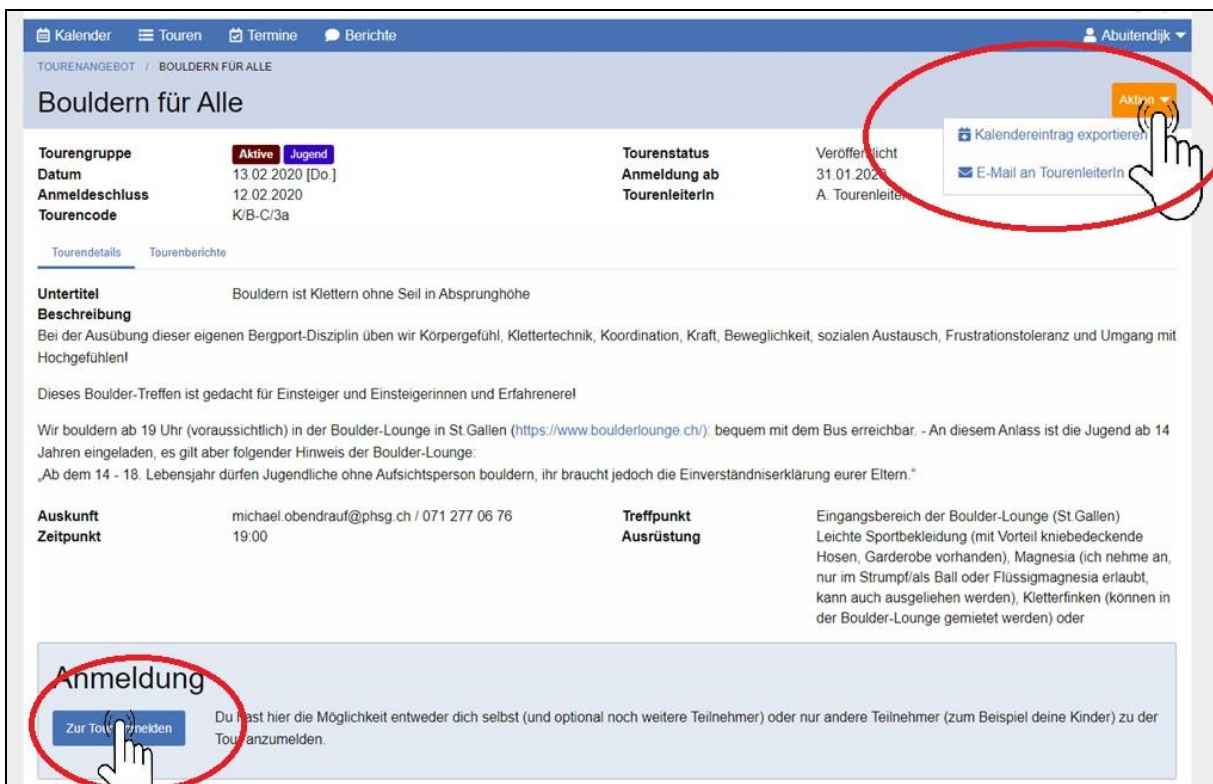 Kalender Touren Termine Berichte Abuitendijk
TOURENANGEBOT / BOULDERN FÜR ALLE
Bouldern für Alle
Aktion
Kalendereintrag exportieren
E-Mail an TourenleiterIn
Tourengruppe Aktive Jugend Tourenstatus Veröffentlicht
Datum 13.02.2020 [Do.] Anmeldung ab 31.01.2020
Anmeldeschluss 12.02.2020 TourenleiterIn A. Tourenleiter
Tourencode K/B-C/3a
Tourendetails Tourenberichte
Untertitel Bouldern ist Klettern ohne Seil in Absprunghöhe
Beschreibung
Bei der Ausübung dieser eigenen Bergport-Disziplin üben wir Körpergefühl, Klettertechnik, Koordination, Kraft, Beweglichkeit, sozialen Austausch, Frustrationstoleranz und Umgang mit
Hochgefühlen!
Dieses Boulder-Treffen ist gedacht für Einsteiger und Einsteigerinnen und Erfahrenere!
Wir bouldern ab 19 Uhr (voraussichtlich) in der Boulder-Lounge in St.Gallen (https://www.boulderlounge.ch/): bequem mit dem Bus erreichbar. - An diesem Anlass ist die Jugend ab 14
Jahren eingeladen, es gilt aber folgender Hinweis der Boulder-Lounge:
„Ab dem 14 - 18. Lebensjahr dürfen Jugendliche ohne Aufsichtsperson bouldern, ihr braucht jedoch die Einverständniserklärung eurer Eltern."
Auskunft michael.obendrauf@phsg.ch / 071 277 06 76 Treffpunkt Eingangsbereich der Boulder-Lounge (St.Gallen)
Zeitpunkt 19:00 Ausrüstung Leichte Sportbekleidung (mit Vorteil kniebedeckende
Hosen, Garderobe vorhanden), Magnesia (ich nehme an,
nur im Strumpf/als Ball oder Flüssigmagnesia erlaubt,
kann auch ausgeliehen werden), Kletterfinken (können in
der Boulder-Lounge gemietet werden) oder
Anmeldung
Zur Tour anmelden
Du hast hier die Möglichkeit entweder dich selbst (und optional noch weitere Teilnehmer) oder nur andere Teilnehmer (zum Beispiel deine Kinder) zu der
Tour anzumelden.